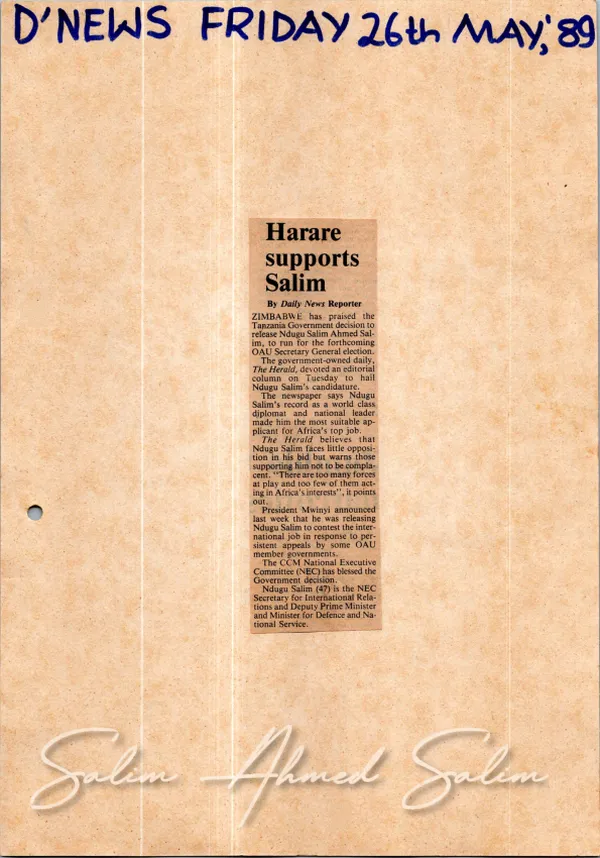 D'NEWS FRIDAY 26th MAY, '89
Harare
supports
Salim
By Daily News Reporter
ZIMBABWE has praised the
Tanzania Government decision to
release Ndugu Salim Ahmed Sal-
im, to run for the forthcoming
OAU Secretary General election.
The government-owned daily,
The Herald, devoted an editorial
column on Tuesday to hail
Ndugu Salim's candidature.
The newspaper says Ndugu
Salim's record as a world class
diplomat and national leader
made him the most suitable ap-
plicant for Africa's top job.
The Herald believes that
Ndugu Salim faces little opposi-
tion in his bid but warns those
supporting him not to be compla-
cent. "There are too many forces
at play and too few of them act-
ing in Africa's interests", it points
out.
President Mwinyi announced
last week that he was releasing
Ndugu Salim to contest the inter-
national job in response to per-
sistent appeals by some OAU
member governments.
The CCM National Executive
Committee (NEC) has blessed the
Government decision.
Ndugu Salim (47) is the NEC
Secretary for International Rela-
tions and Deputy Prime Minister
and Minister for Defence and Na-
tional Service.
Salim Ahmed Salim